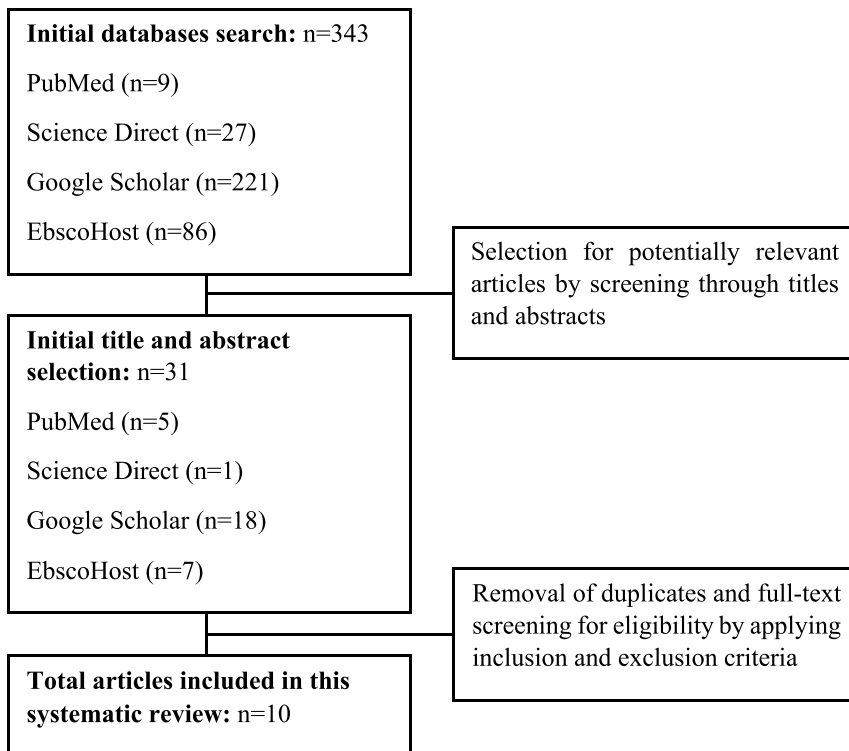 Initial databases search: n=343
PubMed (n=9)
Science Direct (n=27)
Google Scholar (n=221)
EbscoHost (n=86)
Selection for potentially relevant
articles by screening through titles
and abstracts
Initial title and abstract
selection: n=31
PubMed (n=5)
Science Direct (n=1)
Google Scholar (n=18)
EbscoHost (n=7)
Removal of duplicates and full-text
screening for eligibility by applying
inclusion and exclusion criteria
Total articles included in this
systematic review: n=10